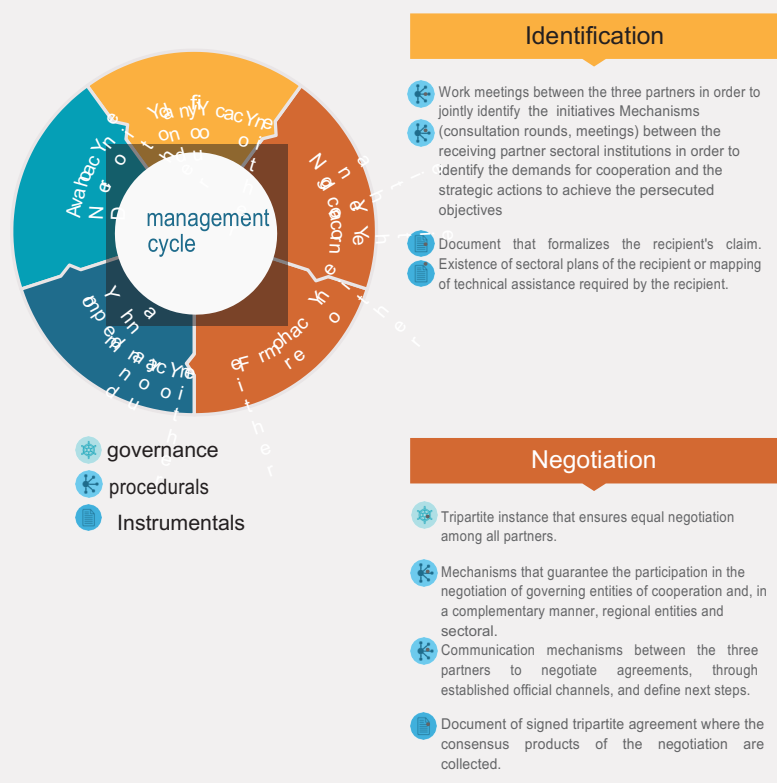 management
cycle
governance
procedurals
Instrumentals
Identification
Work meetings between the three partners in order to
jointly identify the initiatives Mechanisms
(consultation rounds, meetings) between the
receiving partner sectoral institutions in order to
identify the demands for cooperation and the
strategic actions to achieve the persecuted
objectives
Document that formalizes the recipient's claim.
Existence of sectoral plans of the recipient or mapping
of technical assistance required by the recipient.
Negotiation
Tripartite instance that ensures equal negotiation
among all partners.
Mechanisms that guarantee the participation in the
negotiation of governing entities of cooperation and, in
a complementary manner, regional entities and
sectoral.
Communication mechanisms between the three
partners to negotiate agreements, through
established official channels, and define next steps.
Document of signed tripartite agreement where the
consensus products of the negotiation are
collected.